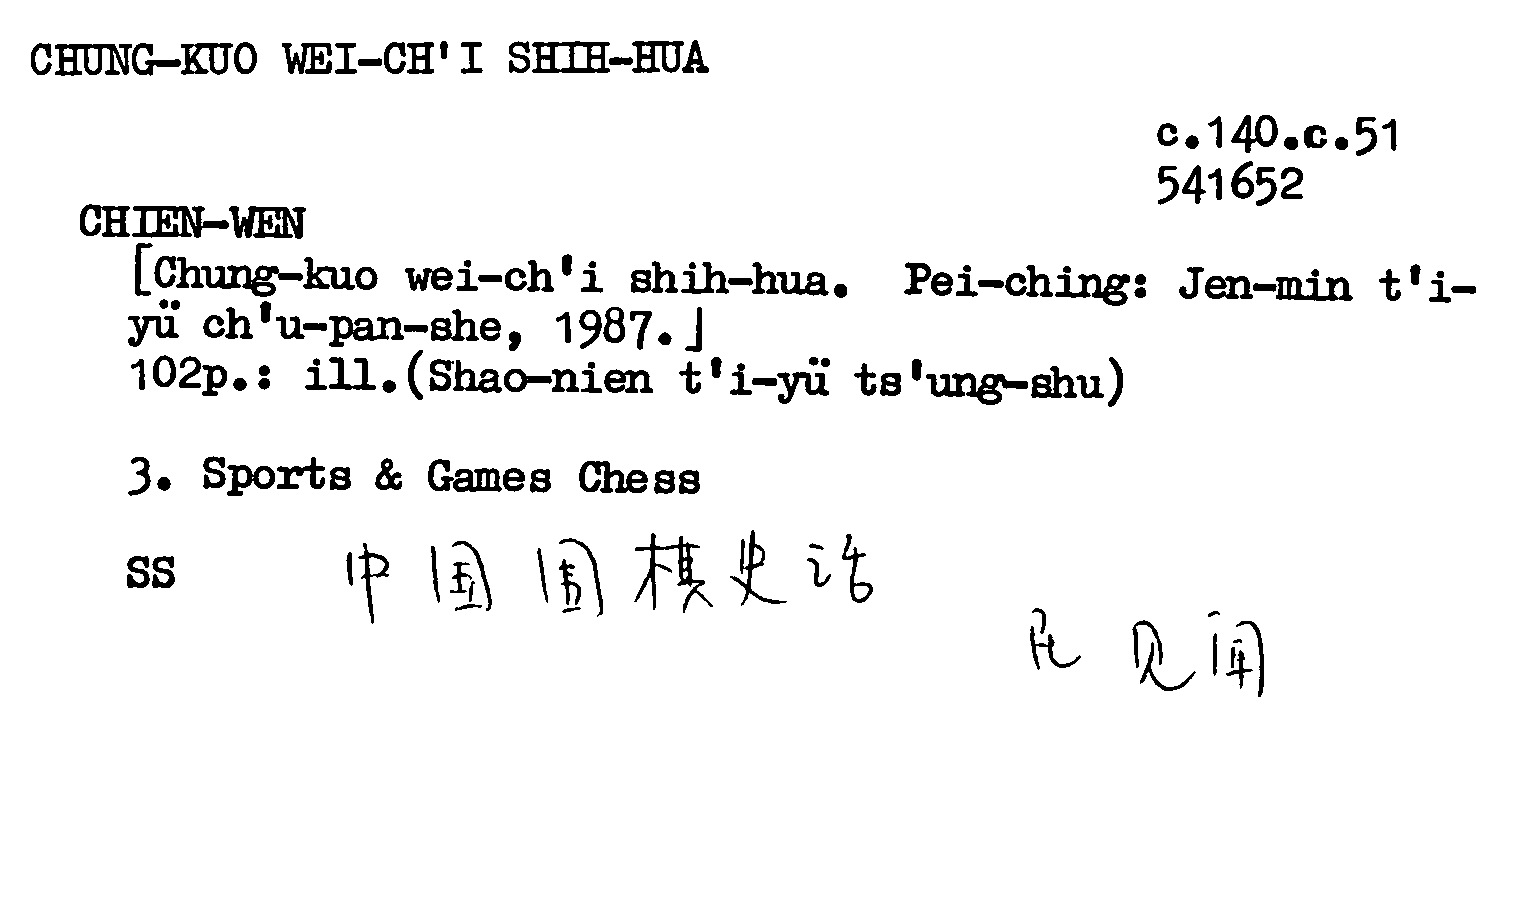 CHUNG-KUO WEI-CH'I SHIH-HUA
c.140.c.51
541652
CHIEN-WEN
[Chung-kuo wei-ch'i shih-hua. Pei-ching: Jen-min t'i-
yü ch'u-pan-she, 1987.]
102p.: ill.(Shao-nien t'i-yü ts'ung-shu)
3. Sports & Games Chess
SS 中国围棋史话
见闻